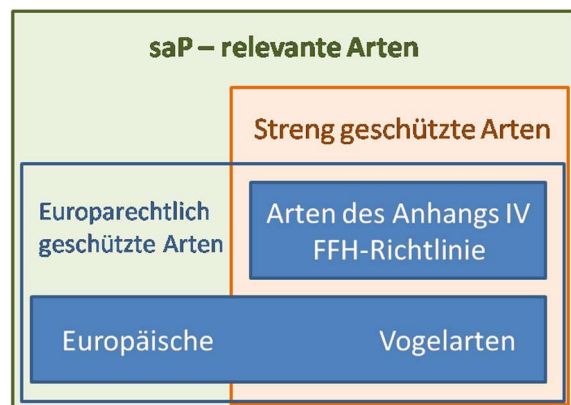 saP – relevante Arten
Streng geschützte Arten
Europarechtlich
geschützte Arten
Arten des Anhangs IV
FFH-Richtlinie
Europäische Vogelarten